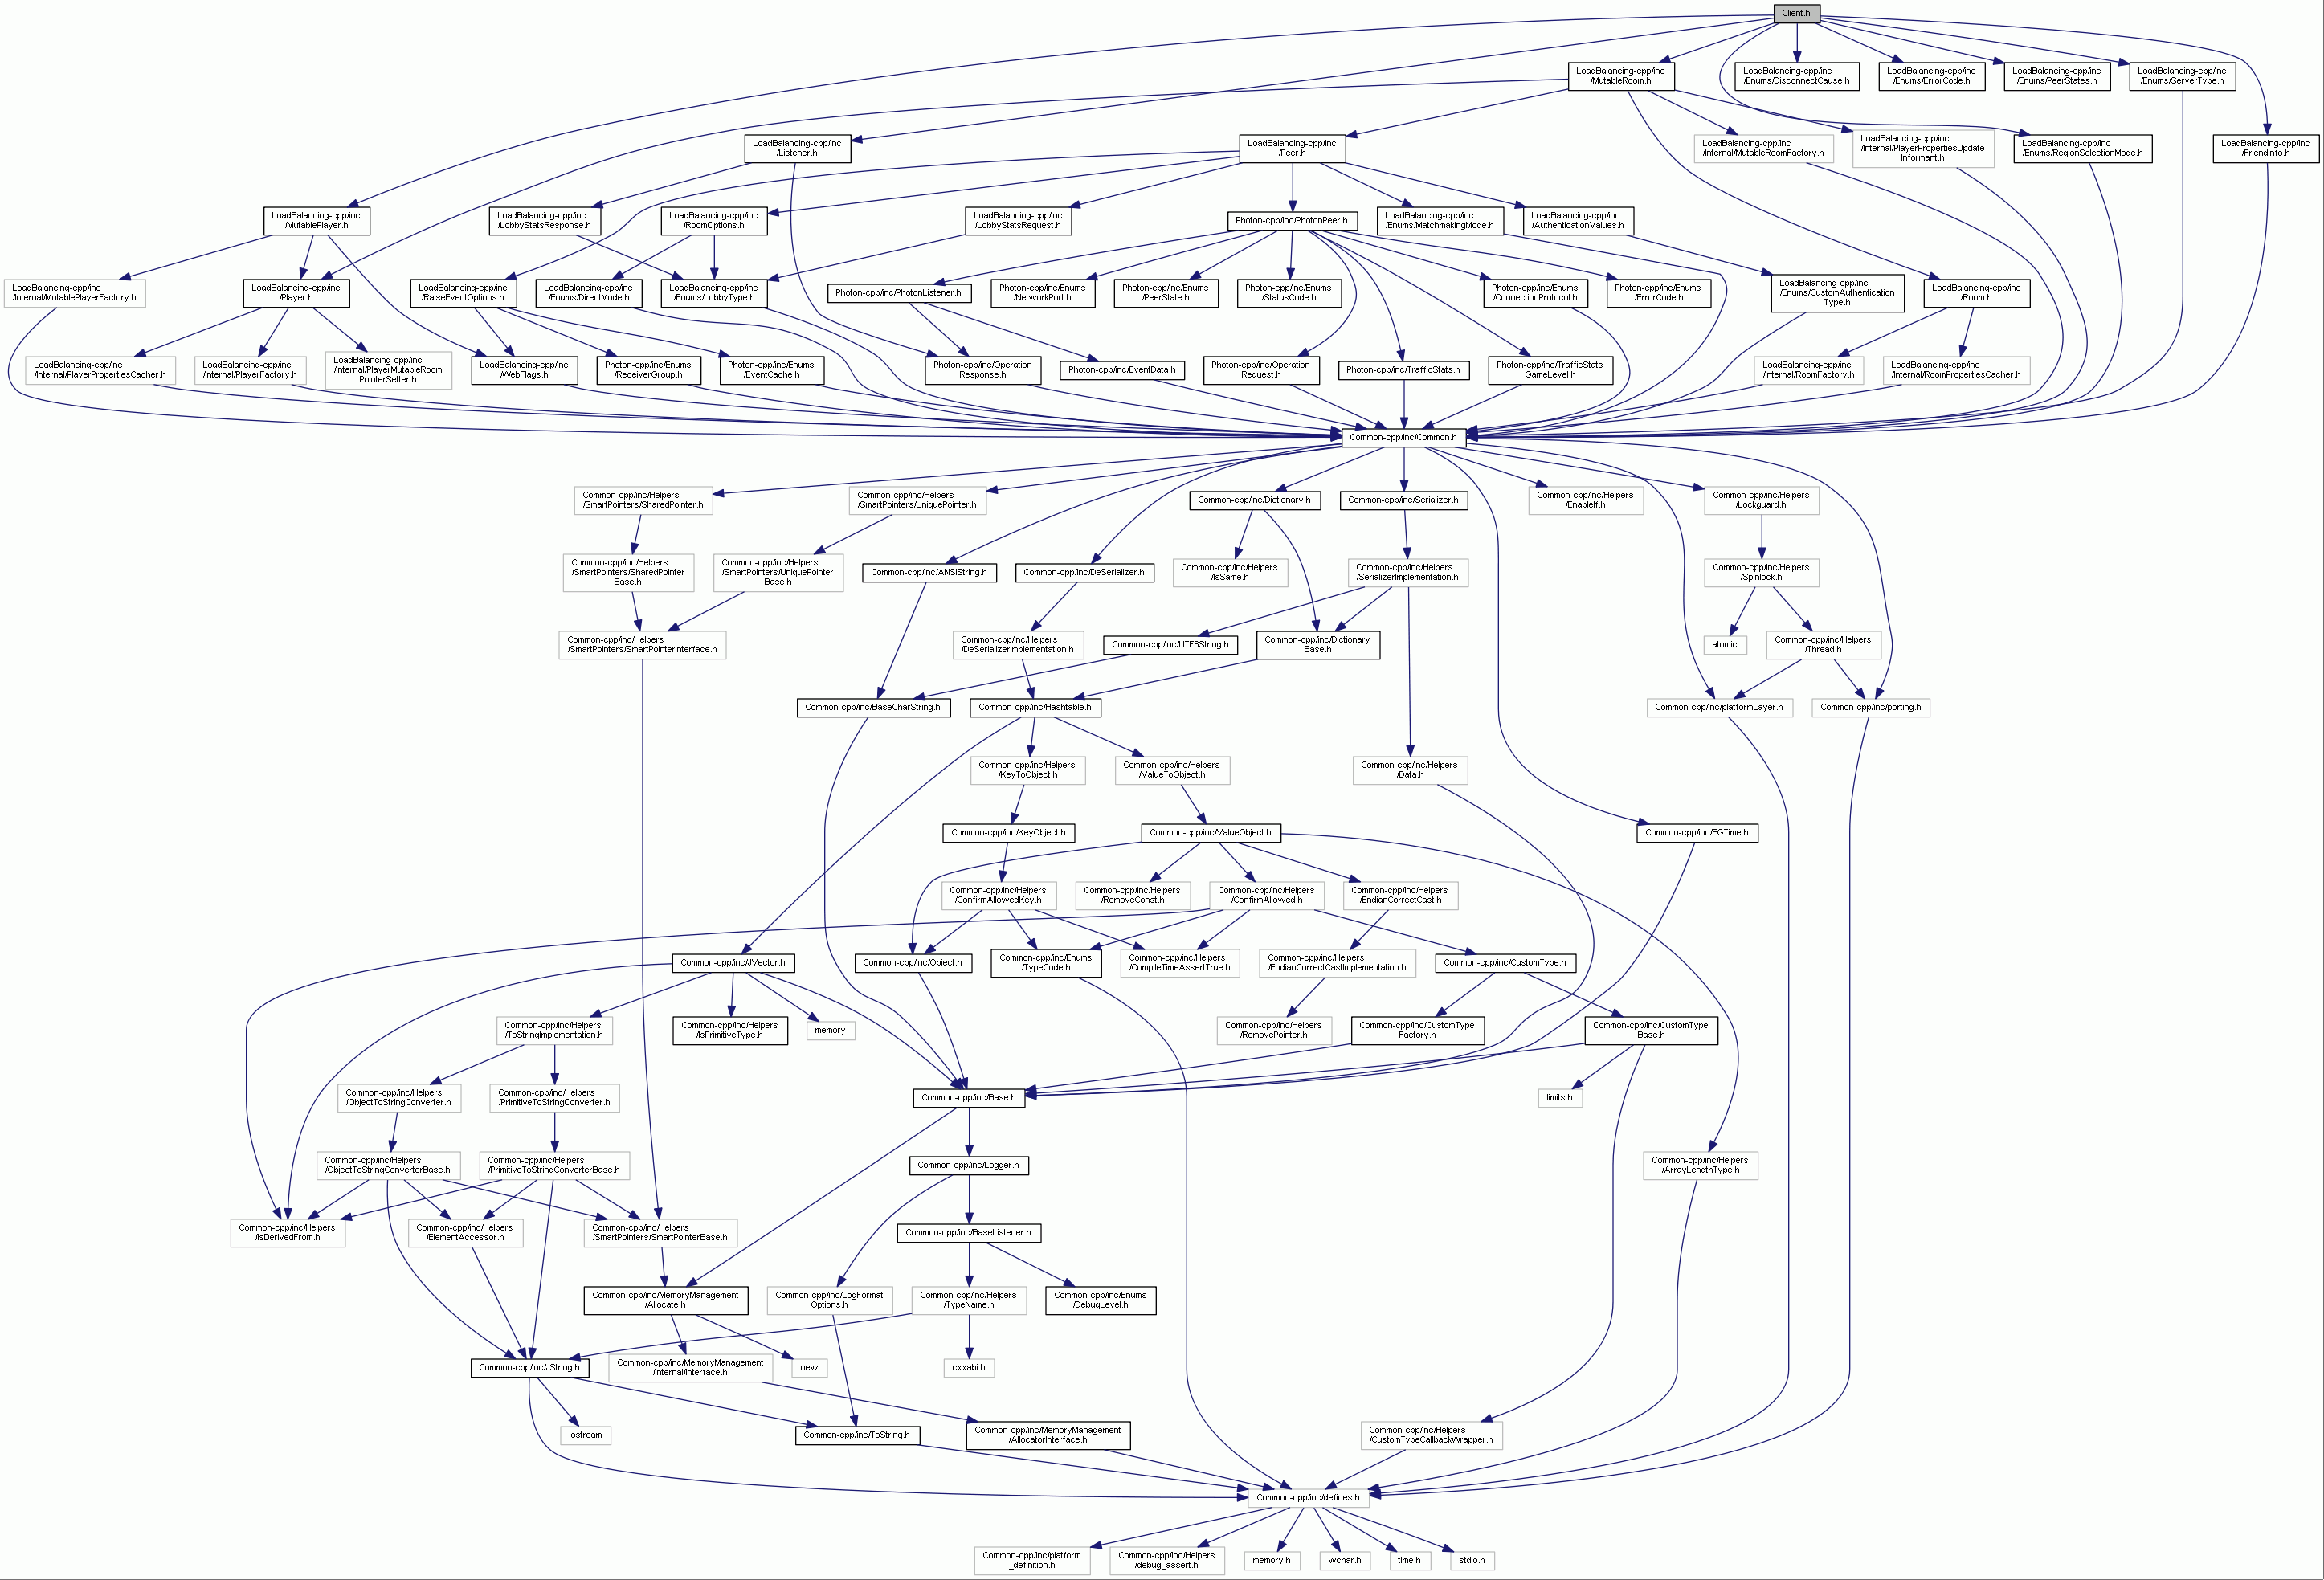 Client.h
LoadBalancing-cpp/inc
/MutableRoom.h
LoadBalancing-cpp/inc
/Enums/DisconnectCause.h
LoadBalancing-cpp/inc
/Enums/ErrorCode.h
LoadBalancing-cpp/inc
/Enums/PeerStates.h
LoadBalancing-cpp/inc
/Enums/ServerType.h
LoadBalancing-cpp/inc
/Listener.h
LoadBalancing-cpp/inc
/Peer.h
LoadBalancing-cpp/inc
/Internal/MutableRoomFactory.h
LoadBalancing-cpp/inc
/Internal/PlayerPropertiesUpdate
Informant.h
LoadBalancing-cpp/inc
/Enums/RegionSelectionMode.h
LoadBalancing-cpp/inc
/FriendInfo.h
LoadBalancing-cpp/inc
/MutablePlayer.h
LoadBalancing-cpp/inc
/LobbyStatsResponse.h
LoadBalancing-cpp/inc
/RoomOptions.h
LoadBalancing-cpp/inc
/LobbyStatsRequest.h
Photon-cpp/inc/PhotonPeer.h
LoadBalancing-cpp/inc
/Enums/MatchmakingMode.h
LoadBalancing-cpp/inc
/AuthenticationValues.h
LoadBalancing-cpp/inc
/Internal/MutablePlayerFactory.h
LoadBalancing-cpp/inc
/Player.h
LoadBalancing-cpp/inc
/RaiseEventOptions.h
LoadBalancing-cpp/inc
/Enums/DirectMode.h
LoadBalancing-cpp/inc
/Enums/LobbyType.h
Photon-cpp/inc/PhotonListener.h
Photon-cpp/inc/Enums
/NetworkPort.h
Photon-cpp/inc/Enums
/PeerState.h
Photon-cpp/inc/Enums
/StatusCode.h
Photon-cpp/inc/Enums
/ConnectionProtocol.h
Photon-cpp/inc/Enums
/ErrorCode.h
LoadBalancing-cpp/inc
/Enums/CustomAuthentication
Type.h
LoadBalancing-cpp/inc
/Room.h
LoadBalancing-cpp/inc
/Internal/PlayerPropertiesCacher.h
LoadBalancing-cpp/inc
/Internal/PlayerFactory.h
LoadBalancing-cpp/inc
/Internal/PlayerMutableRoom
PointerSetter.h
LoadBalancing-cpp/inc
/WebFlags.h
Photon-cpp/inc/Enums
/ReceiverGroup.h
Photon-cpp/inc/Enums
/EventCache.h
Photon-cpp/inc/Operation
Response.h
Photon-cpp/inc/EventData.h
Photon-cpp/inc/Operation
Request.h
Photon-cpp/inc/TrafficStats.h
Photon-cpp/inc/TrafficStats
GameLevel.h
LoadBalancing-cpp/inc
/Internal/RoomFactory.h
LoadBalancing-cpp/inc
/Internal/RoomPropertiesCacher.h
Common-cpp/inc/Common.h
Common-cpp/inc/Helpers
/SmartPointers/SharedPointer.h
Common-cpp/inc/Helpers
/SmartPointers/UniquePointer.h
Common-cpp/inc/Dictionary.h
Common-cpp/inc/Serializer.h
Common-cpp/inc/Helpers
/EnableIf.h
Common-cpp/inc/Helpers
/Lockguard.h
Common-cpp/inc/Helpers
/SmartPointers/SharedPointer
Base.h
Common-cpp/inc/Helpers
/SmartPointers/UniquePointer
Base.h
Common-cpp/inc/ANSIString.h
Common-cpp/inc/DeSerializer.h
Common-cpp/inc/Helpers
/IsSame.h
Common-cpp/inc/Helpers
/SerializerImplementation.h
Common-cpp/inc/Helpers
/Spinlock.h
Common-cpp/inc/Helpers
/SmartPointers/SmartPointerInterface.h
Common-cpp/inc/Helpers
/DeSerializerImplementation.h
Common-cpp/inc/UTF8String.h
Common-cpp/inc/Dictionary
Base.h
atomic
Common-cpp/inc/Helpers
/Thread.h
Common-cpp/inc/BaseCharString.h
Common-cpp/inc/Hashtable.h
Common-cpp/inc/platformLayer.h
Common-cpp/inc/porting.h
Common-cpp/inc/Helpers
/KeyToObject.h
Common-cpp/inc/Helpers
/ValueToObject.h
Common-cpp/inc/Helpers
/Data.h
Common-cpp/inc/KeyObject.h
Common-cpp/inc/ValueObject.h
Common-cpp/inc/EGTime.h
Common-cpp/inc/Helpers
/ConfirmAllowedKey.h
Common-cpp/inc/Helpers
/RemoveConst.h
Common-cpp/inc/Helpers
/ConfirmAllowed.h
Common-cpp/inc/Helpers
/EndianCorrectCast.h
Common-cpp/inc/JVector.h
Common-cpp/inc/Object.h
Common-cpp/inc/Enums
/TypeCode.h
Common-cpp/inc/Helpers
/CompileTimeAssertTrue.h
Common-cpp/inc/Helpers
/EndianCorrectCastImplementation.h
Common-cpp/inc/CustomType.h
Common-cpp/inc/Helpers
/ToStringImplementation.h
Common-cpp/inc/Helpers
/IsPrimitiveType.h
memory
Common-cpp/inc/Helpers
/RemovePointer.h
Common-cpp/inc/CustomType
Factory.h
Common-cpp/inc/CustomType
Base.h
Common-cpp/inc/Helpers
/ObjectToStringConverter.h
Common-cpp/inc/Helpers
/PrimitiveToStringConverter.h
Common-cpp/inc/Base.h
limits.h
Common-cpp/inc/Helpers
/ObjectToStringConverterBase.h
Common-cpp/inc/Helpers
/PrimitiveToStringConverterBase.h
Common-cpp/inc/Logger.h
Common-cpp/inc/Helpers
/ArrayLengthType.h
Common-cpp/inc/Helpers
/IsDerivedFrom.h
Common-cpp/inc/Helpers
/ElementAccessor.h
Common-cpp/inc/Helpers
/SmartPointers/SmartPointerBase.h
Common-cpp/inc/BaseListener.h
Common-cpp/inc/MemoryManagement
/Allocate.h
Common-cpp/inc/LogFormat
Options.h
Common-cpp/inc/Helpers
/TypeName.h
Common-cpp/inc/Enums
/DebugLevel.h
Common-cpp/inc/JString.h
Common-cpp/inc/MemoryManagement
/Internal/Interface.h
new
cxxabi.h
iostream
Common-cpp/inc/ToString.h
Common-cpp/inc/MemoryManagement
/AllocatorInterface.h
Common-cpp/inc/Helpers
/CustomTypeCallbackWrapper.h
Common-cpp/inc/defines.h
Common-cpp/inc/platform
_definition.h
Common-cpp/inc/Helpers
/debug_assert.h
memory.h
wchar.h
time.h
stdio.h